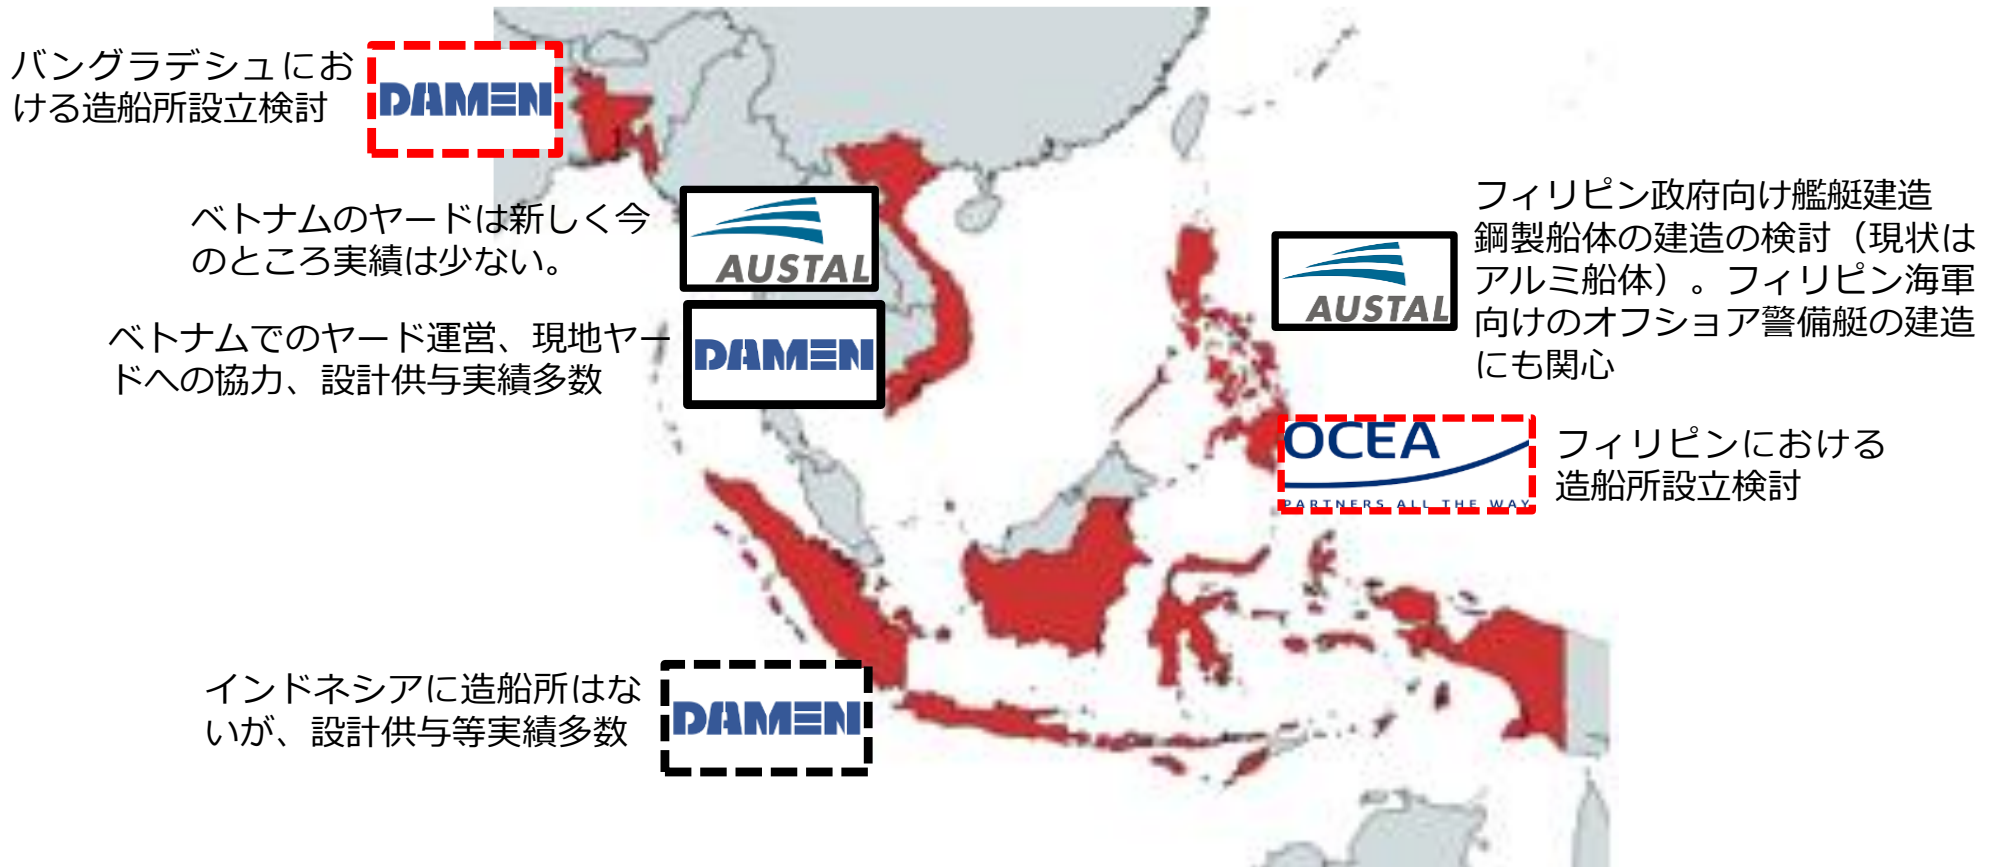 バングラデシュにお
ける造船所設立検討
DAMEN
ベトナムのヤードは新しく今
のところ実績は少ない。
AUSTAL
ベトナムでのヤード運営、現地ヤー
ドへの協力、設計供与実績多数
DAMEN
フィリピン政府向け艦艇建造
鋼製船体の建造の検討（現状は
アルミ船体）。フィリピン海軍
向けのオフショア警備艇の建造
にも関心
AUSTAL
OCEA
PARTNERS ALL THE WAY
フィリピンにおける
造船所設立検討
インドネシアに造船所はな
いが、設計供与等実績多数
DAMEN